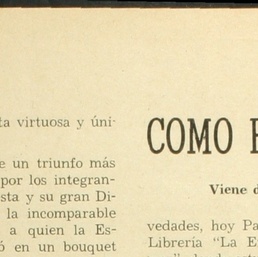 ta virtuosa y úni-
e un triunfo más
por los integran-
sta y su gran Di-
la incomparable
a quien la Es-
ó en un bouquet
COMO
Viene
vedades, hoy Pa
Librería "La E